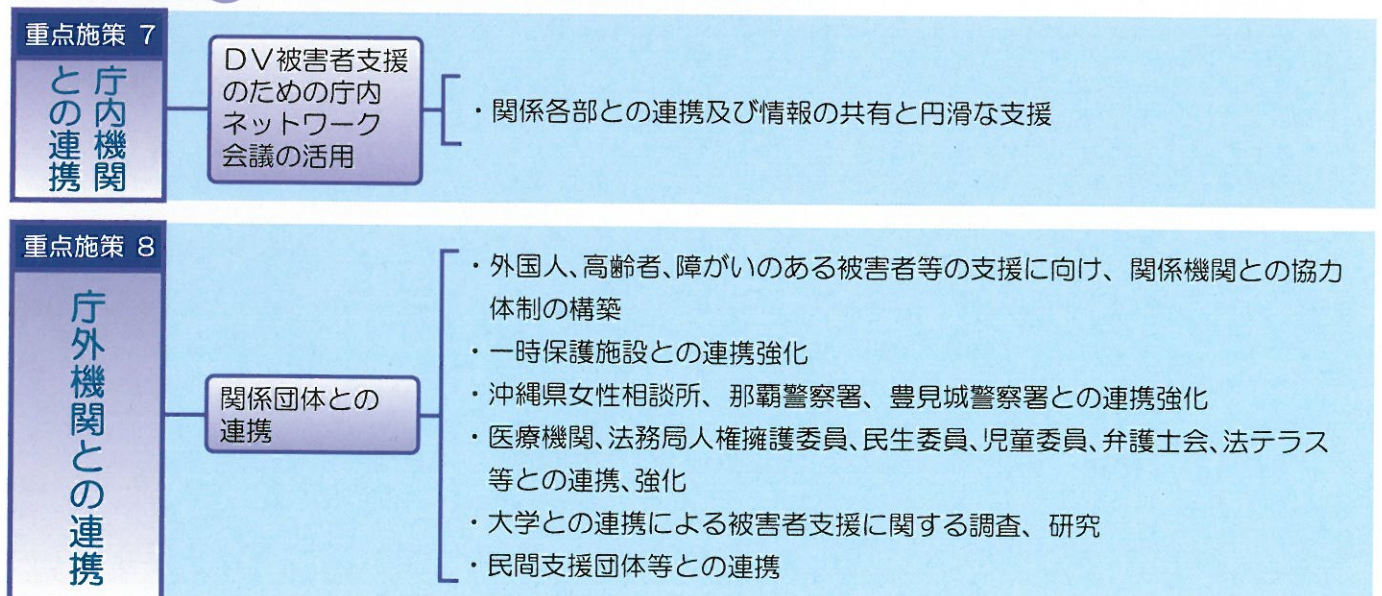 重点施策 7
庁内機関
との連携
DV被害者支援
のための庁内
ネットワーク
会議の活用
・関係各部との連携及び情報の共有と円滑な支援
重点施策 8
庁外機関との連携
関係団体との
連携
・外国人、高齢者、障がいのある被害者等の支援に向け、関係機関との協力
体制の構築
・一時保護施設との連携強化
・沖縄県女性相談所、那覇警察署、豊見城警察署との連携強化
・医療機関、法務局人権擁護委員、民生委員、児童委員、弁護士会、法テラス
等との連携、強化
・大学との連携による被害者支援に関する調査、研究
・民間支援団体等との連携